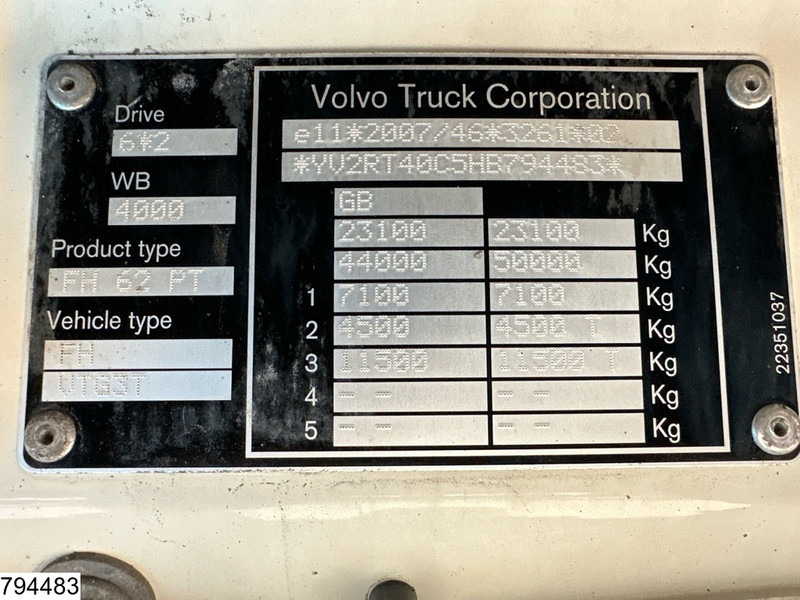 Volvo Truck Corporation
Drive
6*2
WB
4000
Product type
FH 62 PT
Vehicle type
FH
VTG3T
e11*2007/46*3261*02
*YV2RT40C5HB794483*
GB
23100 23100 Kg
44000 50000 Kg
1 7100 7100 Kg
2 4500 4500 T Kg
3 11500 11500 T Kg
4 - - - - Kg
5 - - - - Kg
22351037
794483